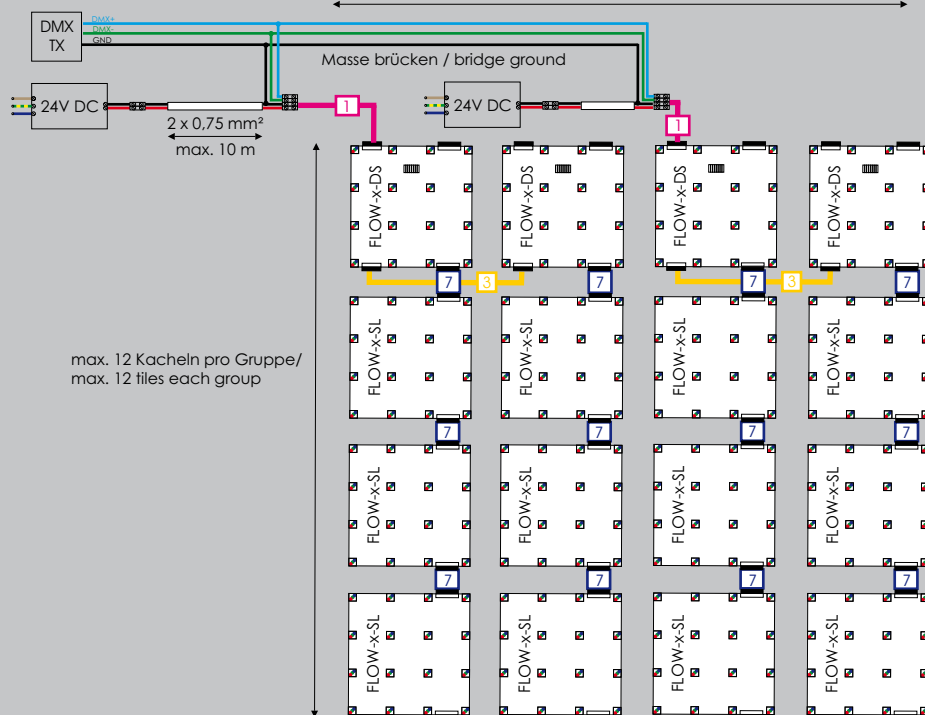 DMX
TX
DMX+
DMX-
GND
Masse brücken / bridge ground
24V DC
24V DC
1
1
2 x 0,75 mm²
max. 10 m
FLOW-x-DS
FLOW-x-DS
FLOW-x-DS
FLOW-x-DS
7
3
7
7
3
7
max. 12 Kacheln pro Gruppe/
max. 12 tiles each group
FLOW-x-SL
FLOW-x-SL
FLOW-x-SL
FLOW-x-SL
7
7
7
7
FLOW-x-SL
FLOW-x-SL
FLOW-x-SL
FLOW-x-SL
7
7
7
7
FLOW-x-SL
FLOW-x-SL
FLOW-x-SL
FLOW-x-SL